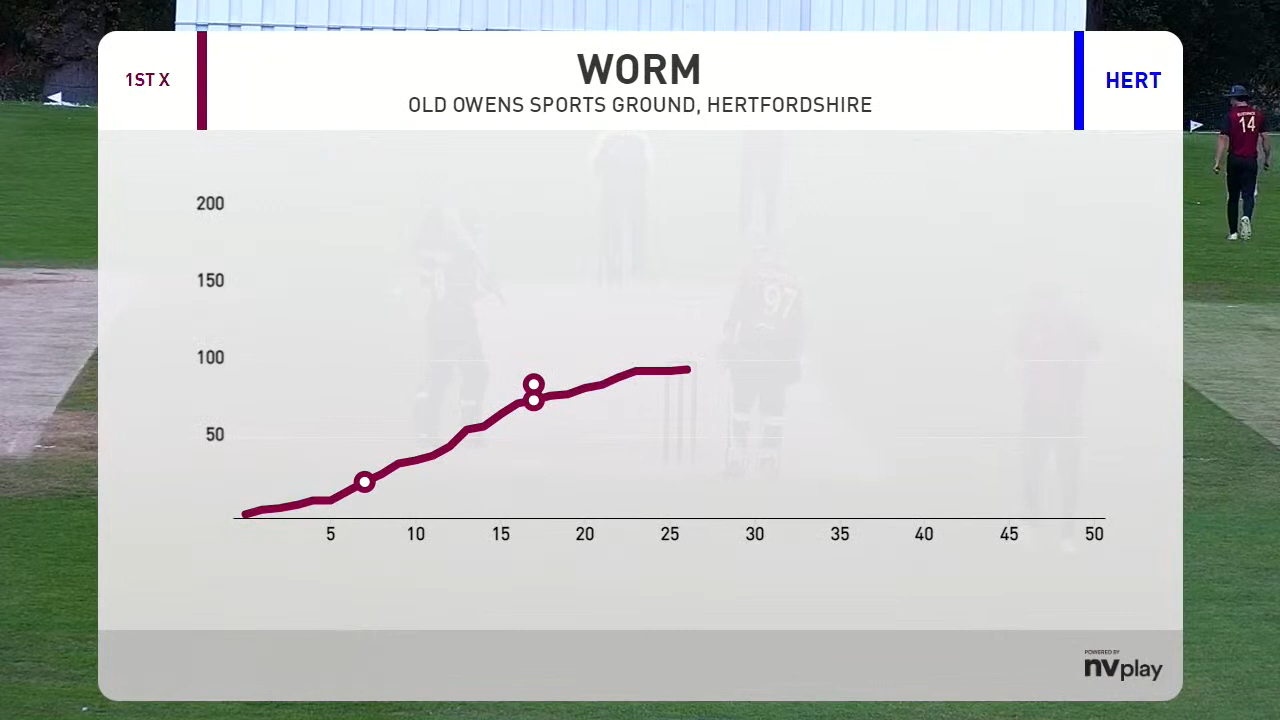 1ST X
WORM
HERT
OLD OWENS SPORTS GROUND, HERTFORDSHIRE
14
200
150
97
100
50
5 10 15 20 25 30 35 40 45 50
POWERED BY
nvplay